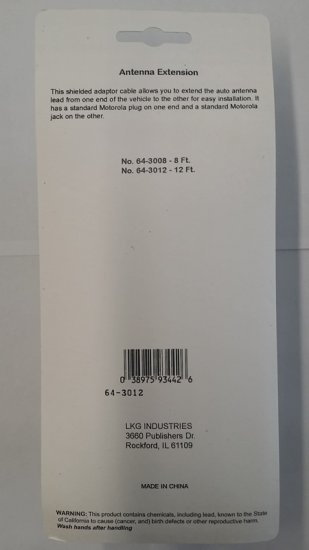 Antenna Extension
This shielded adaptor cable allows you to extend the auto antenna
lead from one end of the vehicle to the other for easy installation. It
has a standard Motorola plug on one end and a standard Motorola
jack on the other.
No. 64-3008 - 8 Ft.
No. 64-3012 - 12 Ft.
0 38975 93442 6
64-3012
LKG INDUSTRIES
3660 Publishers Dr.
Rockford, IL 61109
MADE IN CHINA
WARNING: This product contains chemicals, including lead, known to the State
of California to cause (cancer, and) birth defects or other reproductive harm.
Wash hands after handling